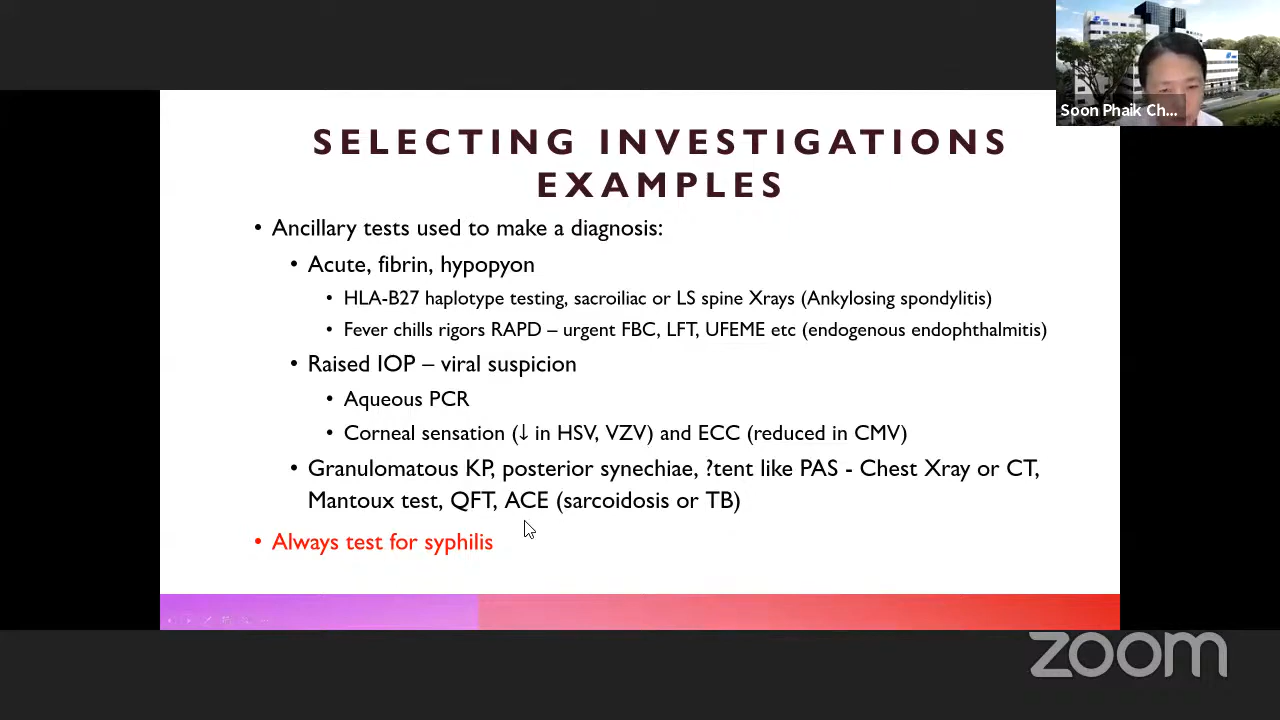 Soon Phaik Ch...
SELECTING INVESTIGATIONS
EXAMPLES
• Ancillary tests used to make a diagnosis:
• Acute, fibrin, hypopyon
• HLA-B27 haplotype testing, sacroiliac or LS spine Xrays (Ankylosing spondylitis)
• Fever chills rigors RAPD – urgent FBC, LFT, UFEME etc (endogenous endophthalmitis)
• Raised IOP – viral suspicion
• Aqueous PCR
• Corneal sensation (↓ in HSV, VZV) and ECC (reduced in CMV)
• Granulomatous KP, posterior synechiae, ?tent like PAS - Chest Xray or CT,
Mantoux test, QFT, ACE (sarcoidosis or TB)
• Always test for syphilis
zoom